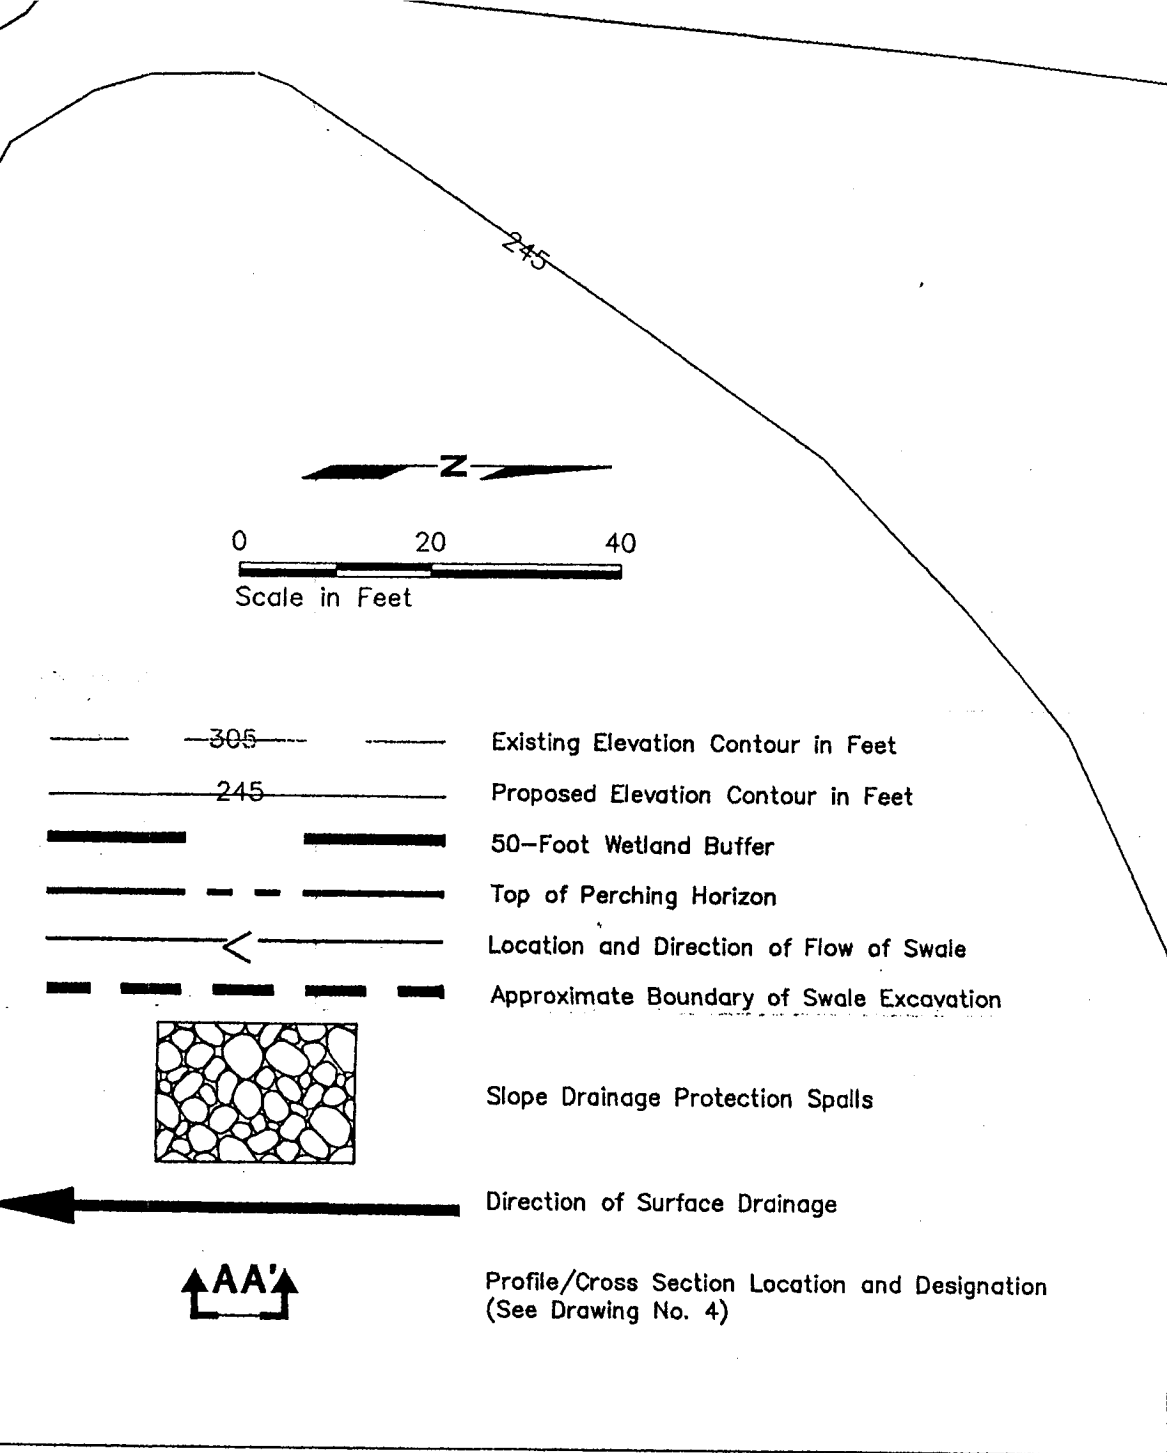 245
N
0 20 40
Scale in Feet
305 Existing Elevation Contour in Feet
245 Proposed Elevation Contour in Feet
50-Foot Wetland Buffer
Top of Perching Horizon
Location and Direction of Flow of Swale
Approximate Boundary of Swale Excavation
Slope Drainage Protection Spalls
Direction of Surface Drainage
AA' Profile/Cross Section Location and Designation
(See Drawing No. 4)